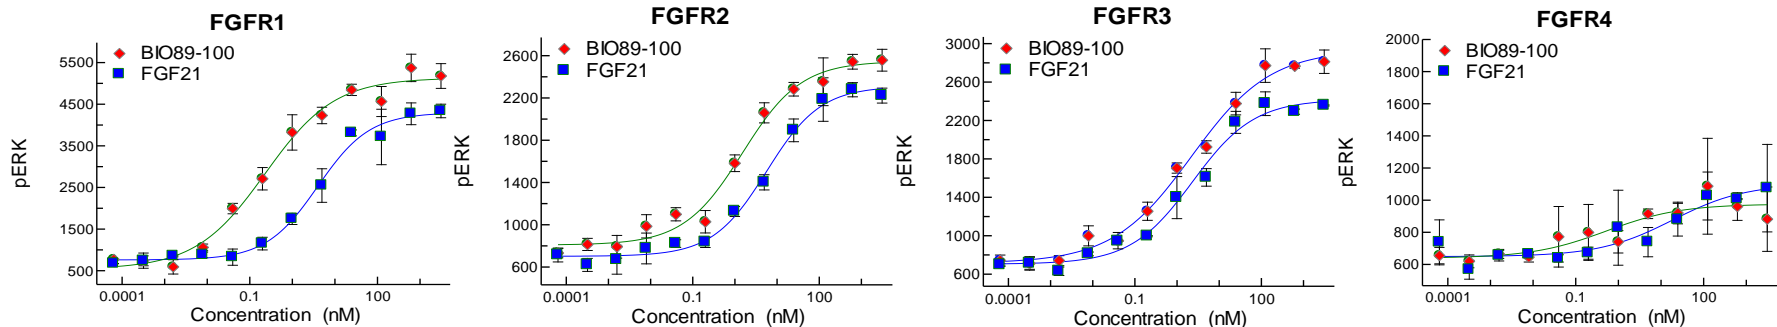 FGFR1
BIO89-100
FGF21
5500
4500
3500
2500
1500
500
pERK
0.0001
0.1
100
Concentration (nM)
FGFR2
BIO89-100
FGF21
2600
2200
1800
1400
1000
600
pERK
0.0001
0.1
100
Concentration (nM)
FGFR3
BIO89-100
FGF21
3000
2600
2200
1800
1400
1000
600
pERK
0.0001
0.1
100
Concentration (nM)
FGFR4
BIO89-100
FGF21
2000
1800
1600
1400
1200
1000
800
600
pERK
0.0001
0.1
100
Concentration (nM)